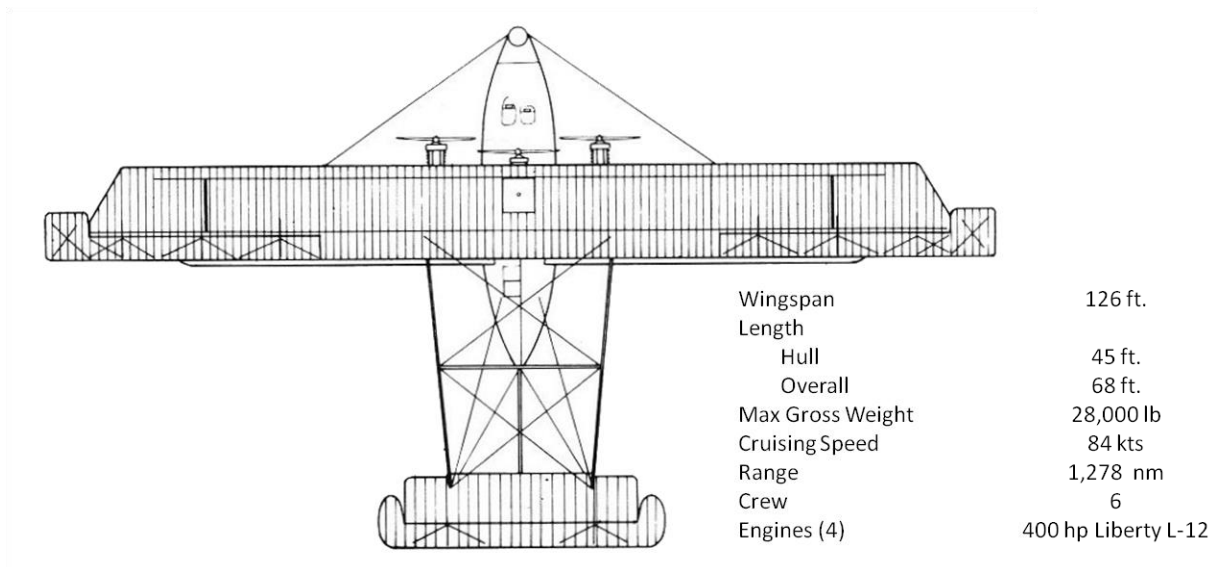 Wingspan 126 ft.
Length
Hull 45 ft.
Overall 68 ft.
Max Gross Weight 28,000 lb
Cruising Speed 84 kts
Range 1,278 nm
Crew 6
Engines (4) 400 hp Liberty L-12